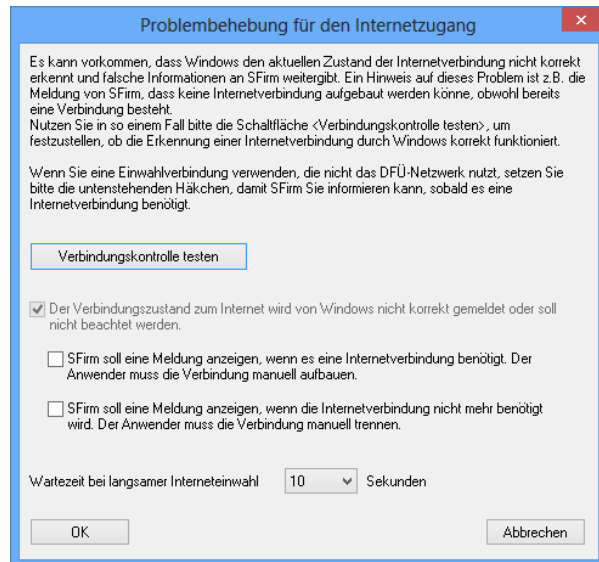 Problembehebung für den Internetzugang
Es kann vorkommen, dass Windows den aktuellen Zustand der Internetverbindung nicht korrekt
erkennt und falsche Informationen an SFirm weitergibt. Ein Hinweis auf dieses Problem ist z.B. die
Meldung von SFirm, dass keine Internetverbindung aufgebaut werden könne, obwohl bereits
eine Verbindung besteht.
Nutzen Sie in so einem Fall bitte die Schaltfläche <Verbindungskontrolle testen>, um
festzustellen, ob die Erkennung einer Internetverbindung durch Windows korrekt funktioniert.
Wenn Sie eine Einwahlverbindung verwenden, die nicht das DFÜ-Netzwerk nutzt, setzen Sie
bitte die untenstehenden Häkchen, damit SFirm Sie informieren kann, sobald es eine
Internetverbindung benötigt.
Verbindungskontrolle testen
Der Verbindungszustand zum Internet wird von Windows nicht korrekt gemeldet oder soll
nicht beachtet werden.
SFirm soll eine Meldung anzeigen, wenn es eine Internetverbindung benötigt. Der
Anwender muss die Verbindung manuell aufbauen.
SFirm soll eine Meldung anzeigen, wenn die Internetverbindung nicht mehr benötigt
wird. Der Anwender muss die Verbindung manuell trennen.
Wartezeit bei langsamer Interneteinwahl 10 Sekunden
OK Abbrechen